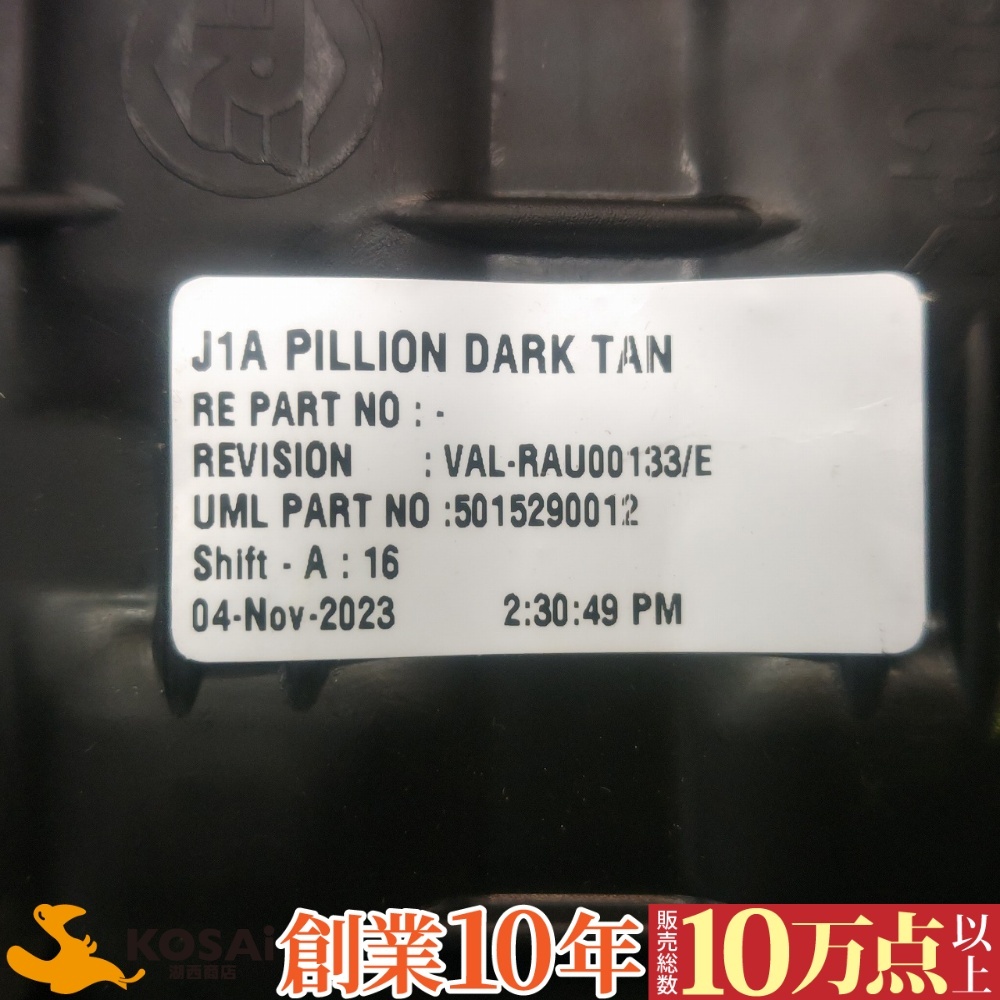 RE
J1A PILLION DARK TAN
RE PART NO : -
REVISION : VAL-RAU00133/E
UML PART NO :5015290012
Shift - A : 16
04-Nov-2023 2:30:49 PM
KOSAi
湖西商店
創業10年
販売総数
10万点以上